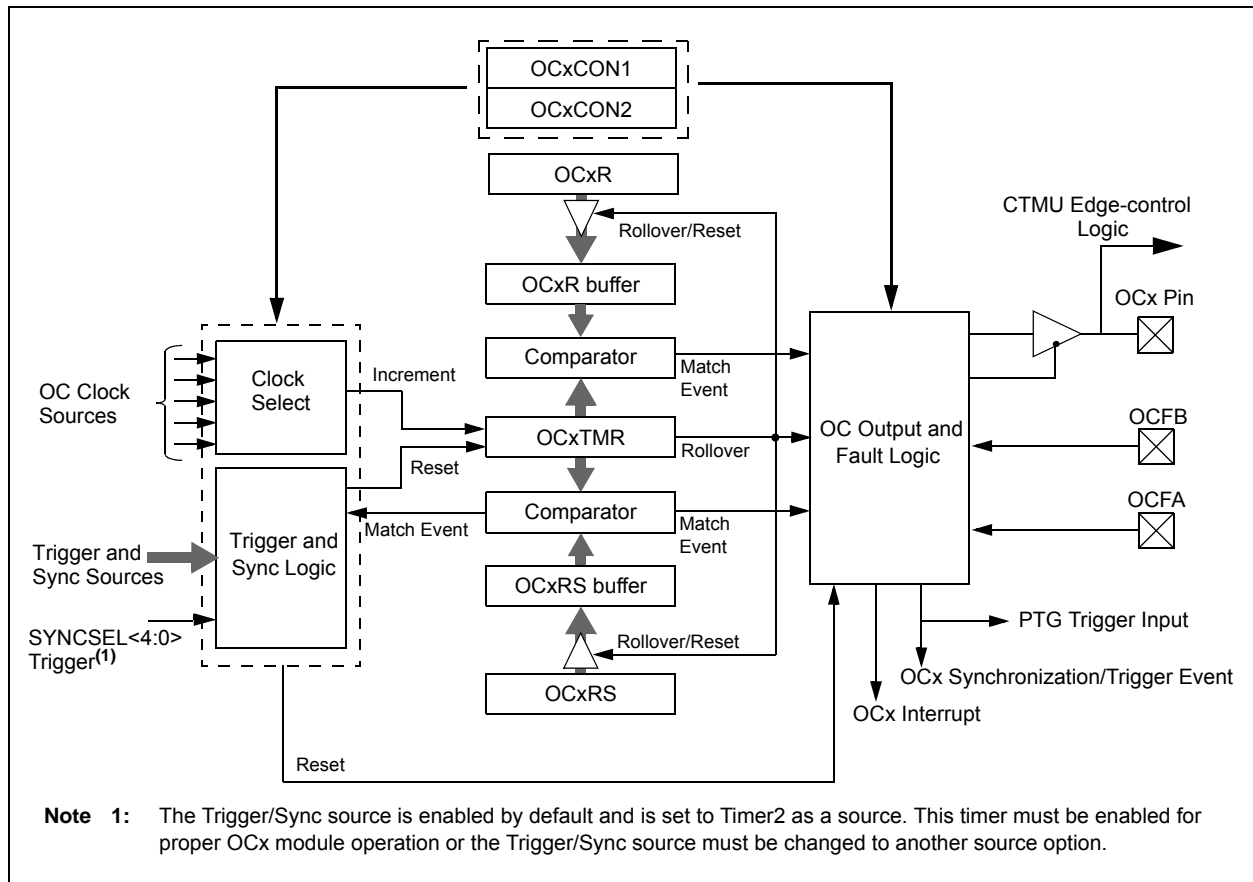 OCxCON1
OCxCON2
OCxR
Rollover/Reset
OCxR buffer
Comparator
Match
Event
CTMU Edge-control
Logic
OCx Pin
OC Clock
Sources
Clock
Select
Increment
OCxTMR
Rollover
Reset
OC Output and
Fault Logic
OCFB
OCFA
Comparator
Match Event
Match
Event
Trigger and
Sync Sources
Trigger and
Sync Logic
OCxRS buffer
SYNCSEL<4:0>
Trigger(1)
Rollover/Reset
OCxRS
PTG Trigger Input
OCx Synchronization/Trigger Event
OCx Interrupt
Reset
Note 1: The Trigger/Sync source is enabled by default and is set to Timer2 as a source. This timer must be enabled for
proper OCx module operation or the Trigger/Sync source must be changed to another source option.